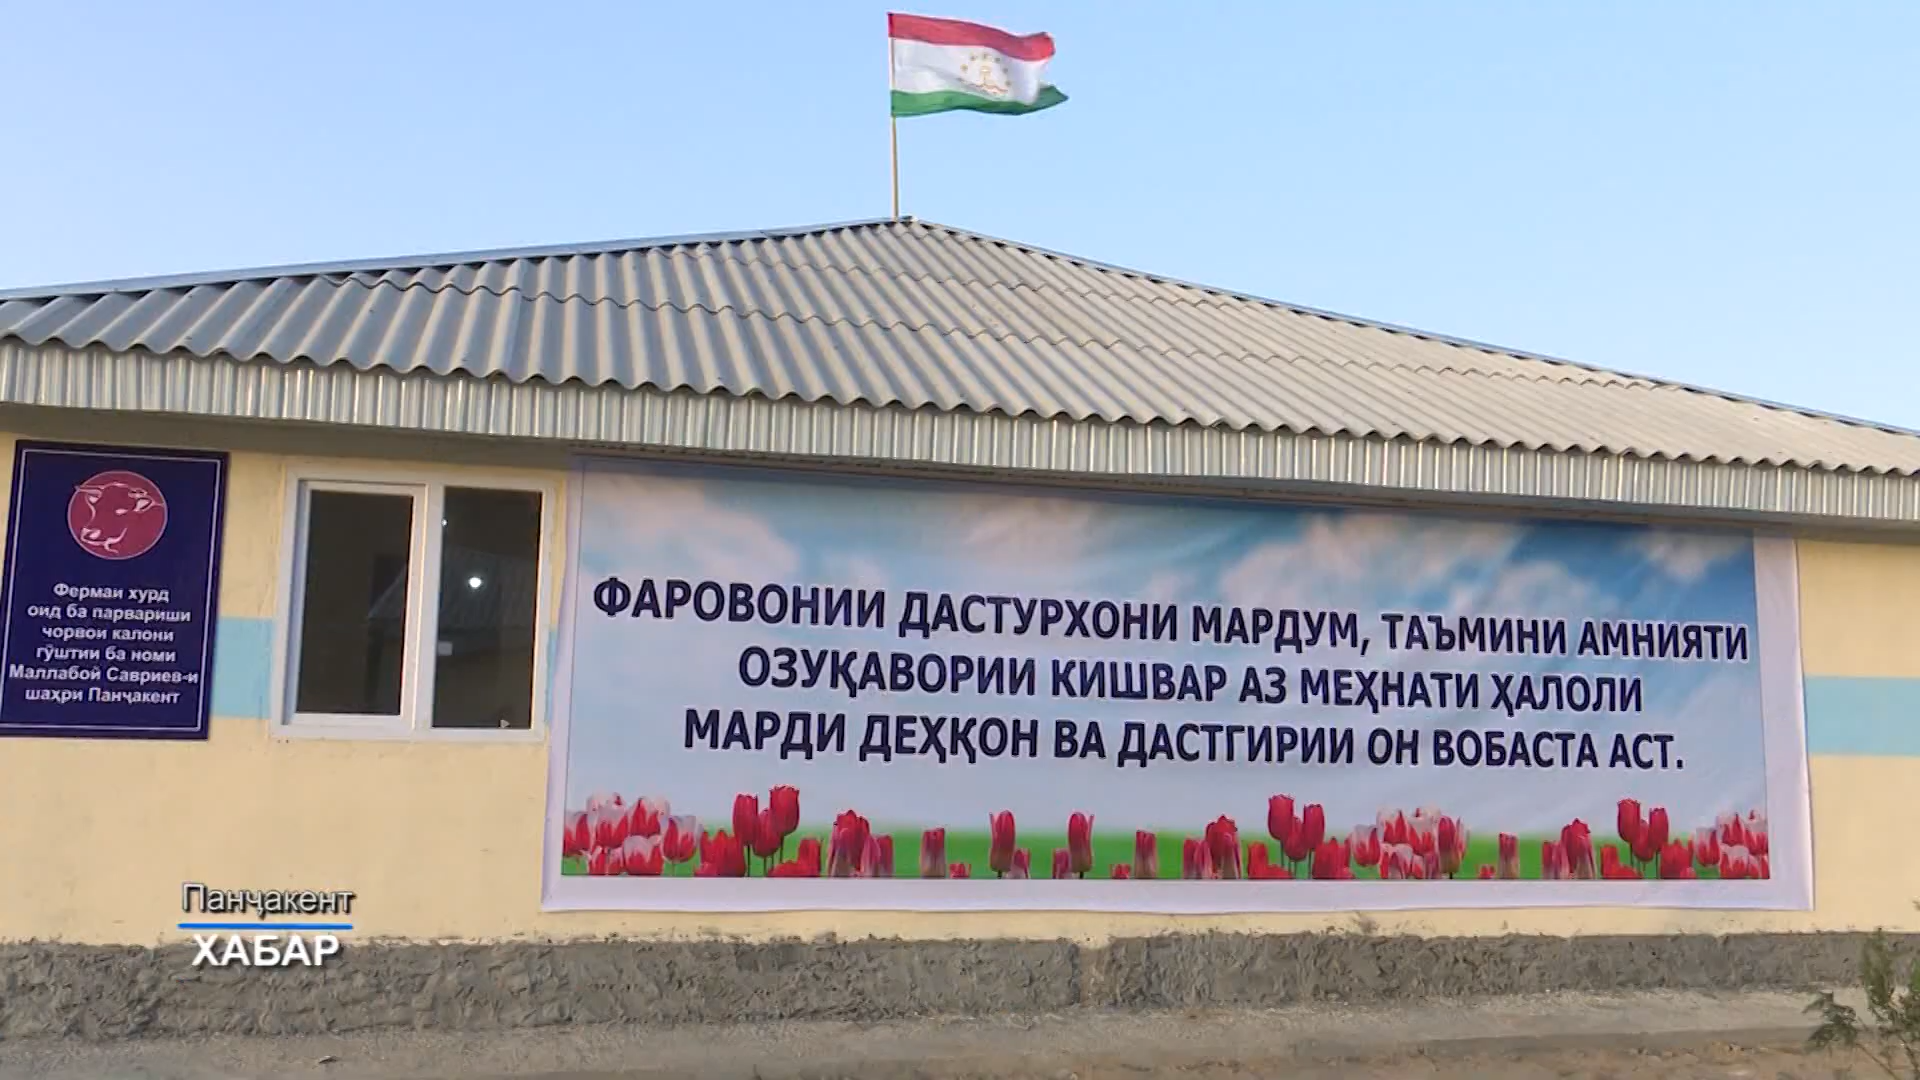 Фермаи хурд
оид ба парвариши
чорвои калони
гӯштии ба номи
Маллабой Савриев-и
шаҳри Панҷакент
ФАРОВОНИИ ДАСТУРХОНИ МАРДУМ, ТАЪМИНИ АМНИЯТИ
ОЗУҚАВОРИИ КИШВАР АЗ МЕҲНАТИ ҲАЛОЛИ
МАРДИ ДЕҲҚОН ВА ДАСТГИРИИ ОН ВОБАСТА АСТ.
Панҷакент
ХАБАР